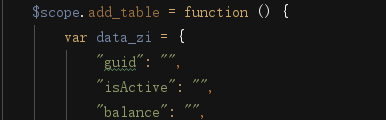 $scope.add_table = function () {
var data_zi = {
"guid": "",
"isActive": "",
"balance": "",